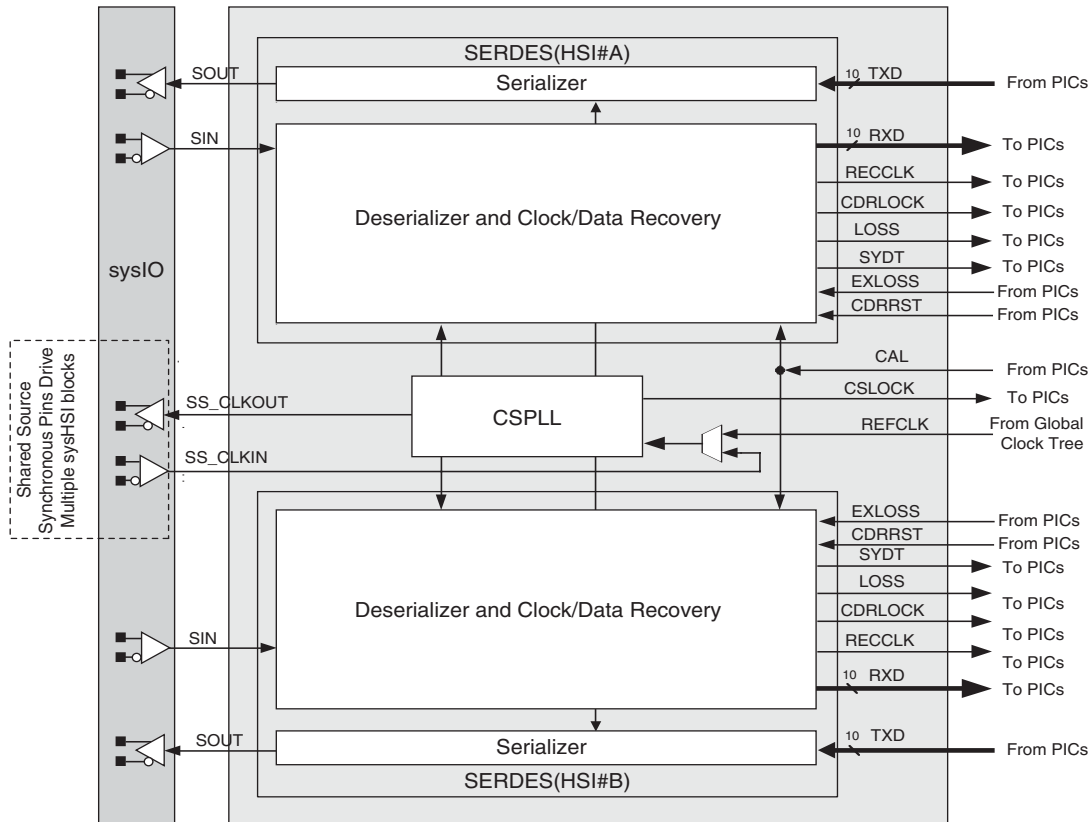 SERDES(HSI#A)
SOUT
Serializer
10 TXD
From PICs
SIN
10 RXD
To PICs
RECCLK
To PICs
Deserializer and Clock/Data Recovery
CDRLOCK
To PICs
LOSS
To PICs
sysIO
SYDT
To PICs
EXLOSS
From PICs
CDRRST
From PICs
Shared Source
Synchronous Pins Drive
Multiple sysHSI blocks
CAL
From PICs
SS_CLKOUT
CSPLL
CSLOCK
To PICs
REFCLK
From Global
Clock Tree
SS_CLKIN
EXLOSS
From PICs
CDRRST
From PICs
SYDT
To PICs
LOSS
To PICs
Deserializer and Clock/Data Recovery
CDRLOCK
To PICs
SIN
RECCLK
To PICs
10 RXD
To PICs
SOUT
Serializer
10 TXD
From PICs
SERDES(HSI#B)